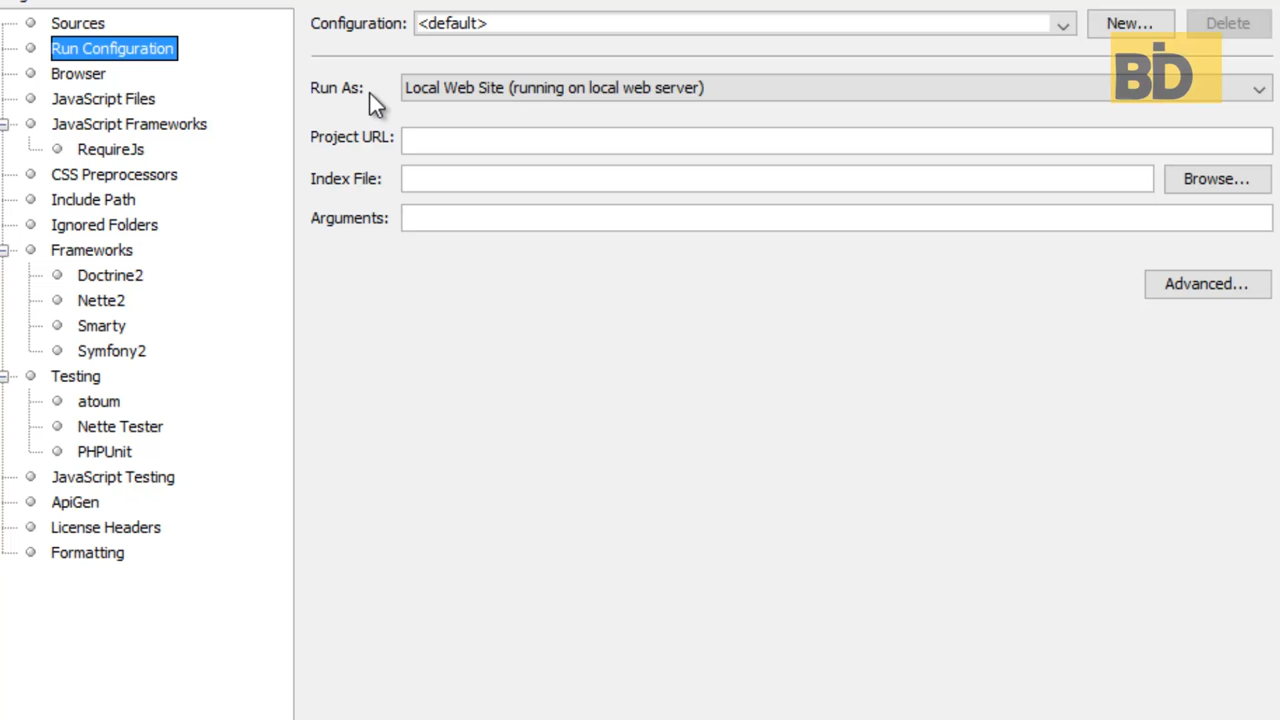 Sources
Run Configuration
Browser
JavaScript Files
JavaScript Frameworks
RequireJs
CSS Preprocessors
Include Path
Ignored Folders
Frameworks
Doctrine2
Nette2
Smarty
Symfony2
Testing
atoum
Nette Tester
PHPUnit
JavaScript Testing
ApiGen
License Headers
Formatting
Configuration: <default> New... Delete
BID
Run As: Local Web Site (running on local web server)
Project URL:
Index File: Browse...
Arguments:
Advanced...